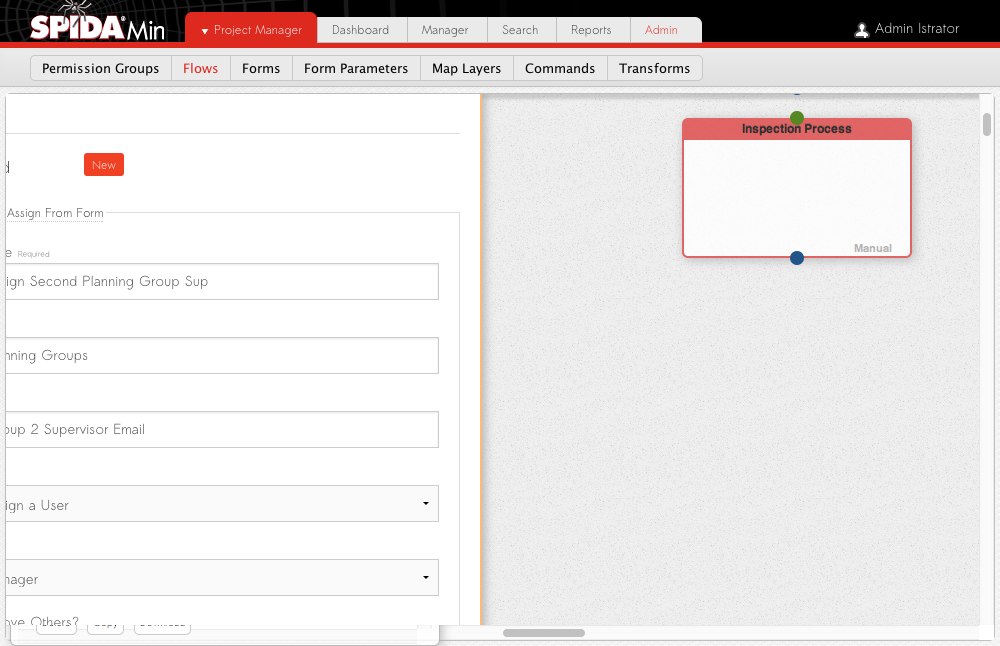 SPIDA® Min
Project Manager
Dashboard
Manager
Search
Reports
Admin
Admin Istrator
Permission Groups
Flows
Forms
Form Parameters
Map Layers
Commands
Transforms
d
New
Assign From Form
e Required
ign Second Planning Group Sup
nning Groups
oup 2 Supervisor Email
ign a User
nager
ove Others?
Copy
Download
Inspection Process
Manual